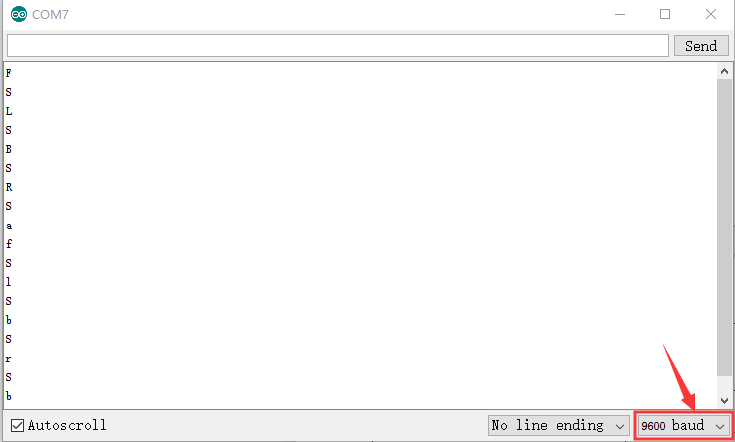 COM7
Send
F
S
L
S
B
S
R
S
a
f
S
l
S
b
S
r
S
b
Autoscroll
No line ending
9600 baud